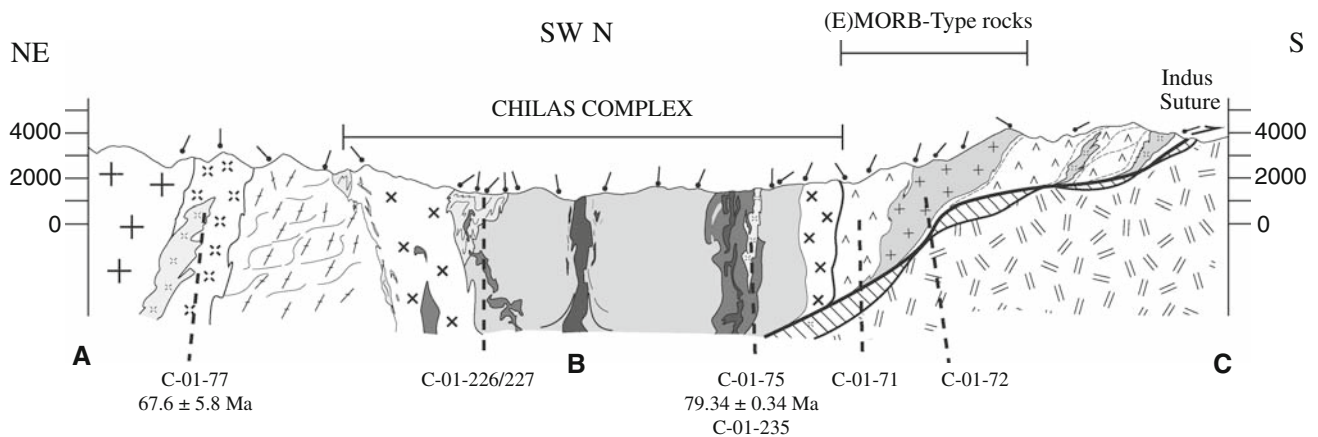 NE
SW N
(E)MORB-Type rocks
S
CHILAS COMPLEX
Indus
Suture
4000
2000
0
4000
2000
0
A
B
C
C-01-77
67.6 ± 5.8 Ma
C-01-226/227
C-01-75
79.34 ± 0.34 Ma
C-01-235
C-01-71
C-01-72